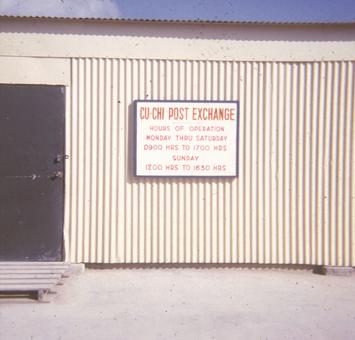 CU-CHI POST EXCHANGE
HOURS OF OPERATION
MONDAY THRU SATURDAY
0900 HRS TO 1700 HRS
SUNDAY
1200 HRS TO 1630 HRS